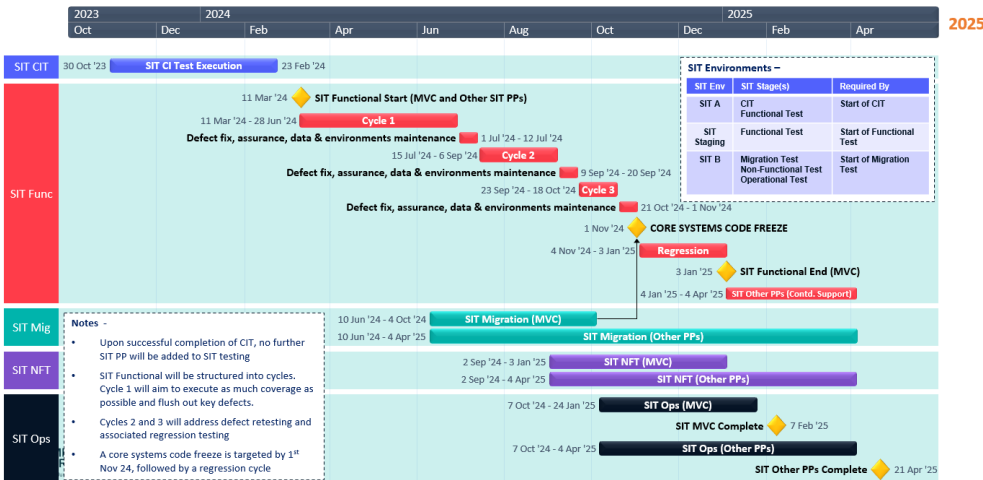 2023
2024
2025
Oct
Dec
Feb
Apr
Jun
Aug
Oct
Dec
Feb
Apr
2025
SIT CIT
30 Oct '23
SIT CI Test Execution
23 Feb '24
SIT Func
11 Mar '24
SIT Functional Start (MVC and Other SIT PPs)
11 Mar '24 - 28 Jun '24
Cycle 1
Defect fix, assurance, data & environments maintenance
1 Jul '24 - 12 Jul '24
15 Jul '24 - 6 Sep '24
Cycle 2
Defect fix, assurance, data & environments maintenance
9 Sep '24 - 20 Sep '24
23 Sep '24 - 18 Oct '24
Cycle 3
Defect fix, assurance, data & environments maintenance
21 Oct '24 - 1 Nov '24
1 Nov '24
CORE SYSTEMS CODE FREEZE
4 Nov '24 - 3 Jan '25
Regression
3 Jan '25
SIT Functional End (MVC)
4 Jan '25 - 4 Apr '25
SIT Other PPs (Contd. Support)
SIT Environments –
SIT Env
SIT Stage(s)
Required By
SIT A
CIT
Functional Test
Start of CIT
SIT
Staging
Functional Test
Start of Functional
Test
SIT B
Migration Test
Non-Functional Test
Operational Test
Start of Migration
Test
SIT Mig
10 Jun '24 - 4 Oct '24
SIT Migration (MVC)
10 Jun '24 - 4 Apr '25
SIT Migration (Other PPs)
SIT NFT
2 Sep '24 - 3 Jan '25
SIT NFT (MVC)
2 Sep '24 - 4 Apr '25
SIT NFT (Other PPs)
SIT Ops
7 Oct '24 - 24 Jan '25
SIT Ops (MVC)
SIT MVC Complete
7 Feb '25
7 Oct '24 - 4 Apr '25
SIT Ops (Other PPs)
SIT Other PPs Complete
21 Apr '25
Notes -
• Upon successful completion of CIT, no further
SIT PP will be added to SIT testing
• SIT Functional will be structured into cycles.
Cycle 1 will aim to execute as much coverage as
possible and flush out key defects.
• Cycles 2 and 3 will address defect retesting and
associated regression testing
• A core systems code freeze is targeted by 1st
Nov 24, followed by a regression cycle